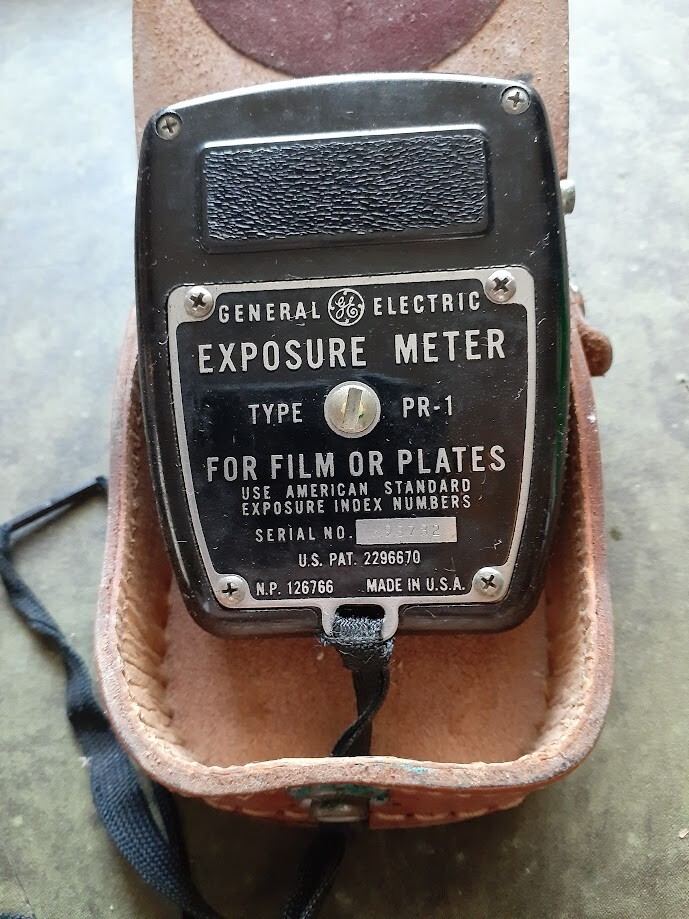 GENERAL GE ELECTRIC
EXPOSURE METER
TYPE PR-1
FOR FILM OR PLATES
USE AMERICAN STANDARD
EXPOSURE INDEX NUMBERS
SERIAL NO.
U.S. PAT. 2296670
N.P. 126766 MADE IN U.S.A.